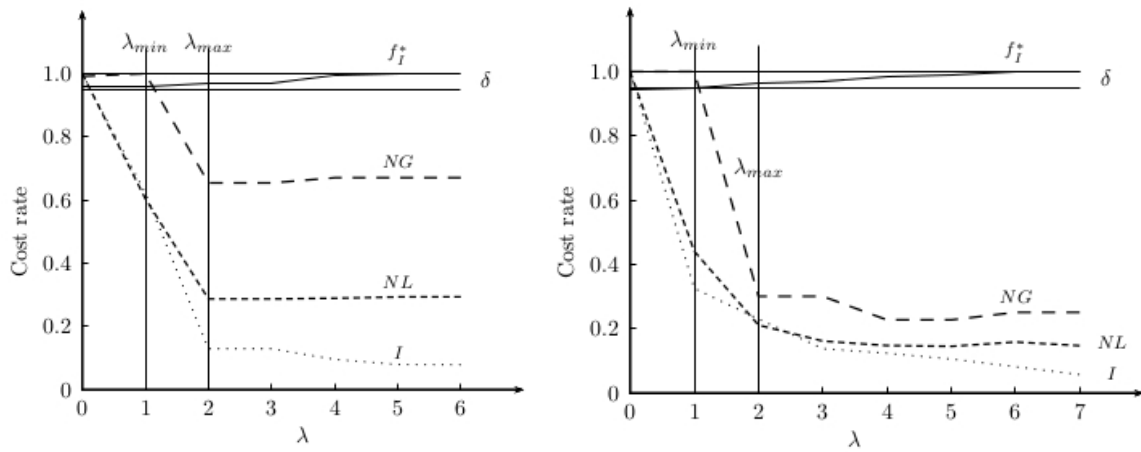 λmin λmax f*I
1.0 δ
0.8
NG
0.6
Cost rate
0.4
NL
0.2
I
0
0 1 2 3 4 5 6
λ
λmin f*I
1.0 δ
0.8
λmax
0.6
Cost rate
0.4
NG
0.2
NL
I
0
0 1 2 3 4 5 6 7
λ